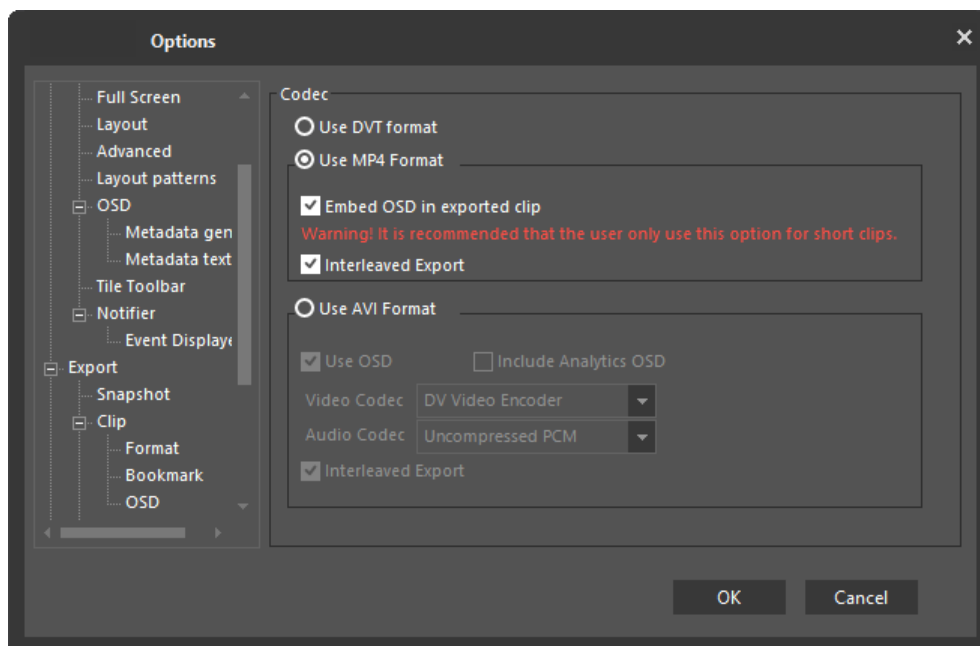 Options
Full Screen
Layout
Advanced
Layout patterns
OSD
Metadata gen
Metadata text
Tile Toolbar
Notifier
Event Displaye
Export
Snapshot
Clip
Format
Bookmark
OSD
Codec
Use DVT format
Use MP4 Format
Embed OSD in exported clip
Warning! It is recommended that the user only use this option for short clips.
Interleaved Export
Use AVI Format
Use OSD Include Analytics OSD
Video Codec DV Video Encoder
Audio Codec Uncompressed PCM
Interleaved Export
OK Cancel